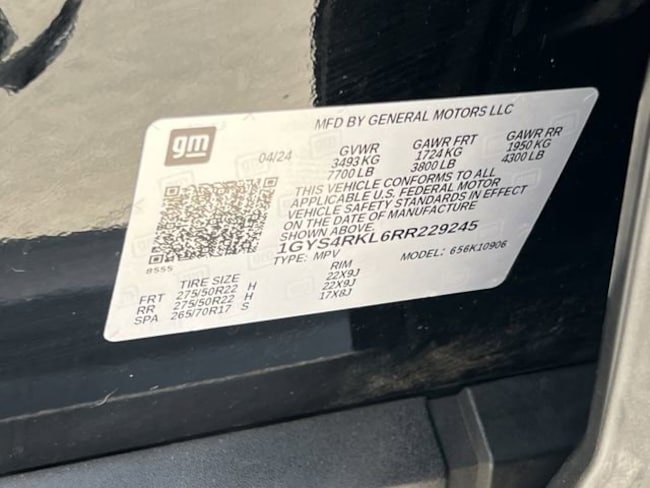 gm
MFD BY GENERAL MOTORS LLC
04/24 GVWR GAWR FRT GAWR RR
3493 KG 1724 KG 1950 KG
7700 LB 3800 LB 4300 LB
THIS VEHICLE CONFORMS TO ALL
APPLICABLE U.S. FEDERAL MOTOR
VEHICLE SAFETY STANDARDS IN EFFECT
ON THE DATE OF MANUFACTURE
SHOWN ABOVE.
1GYS4RKL6RR229245
TYPE: MPV MODEL: 656K10906
8555
TIRE SIZE RIM
FRT 275/50R22 H 22X9J
RR 275/50R22 H 22X9J
SPA 265/70R17 S 17X8J